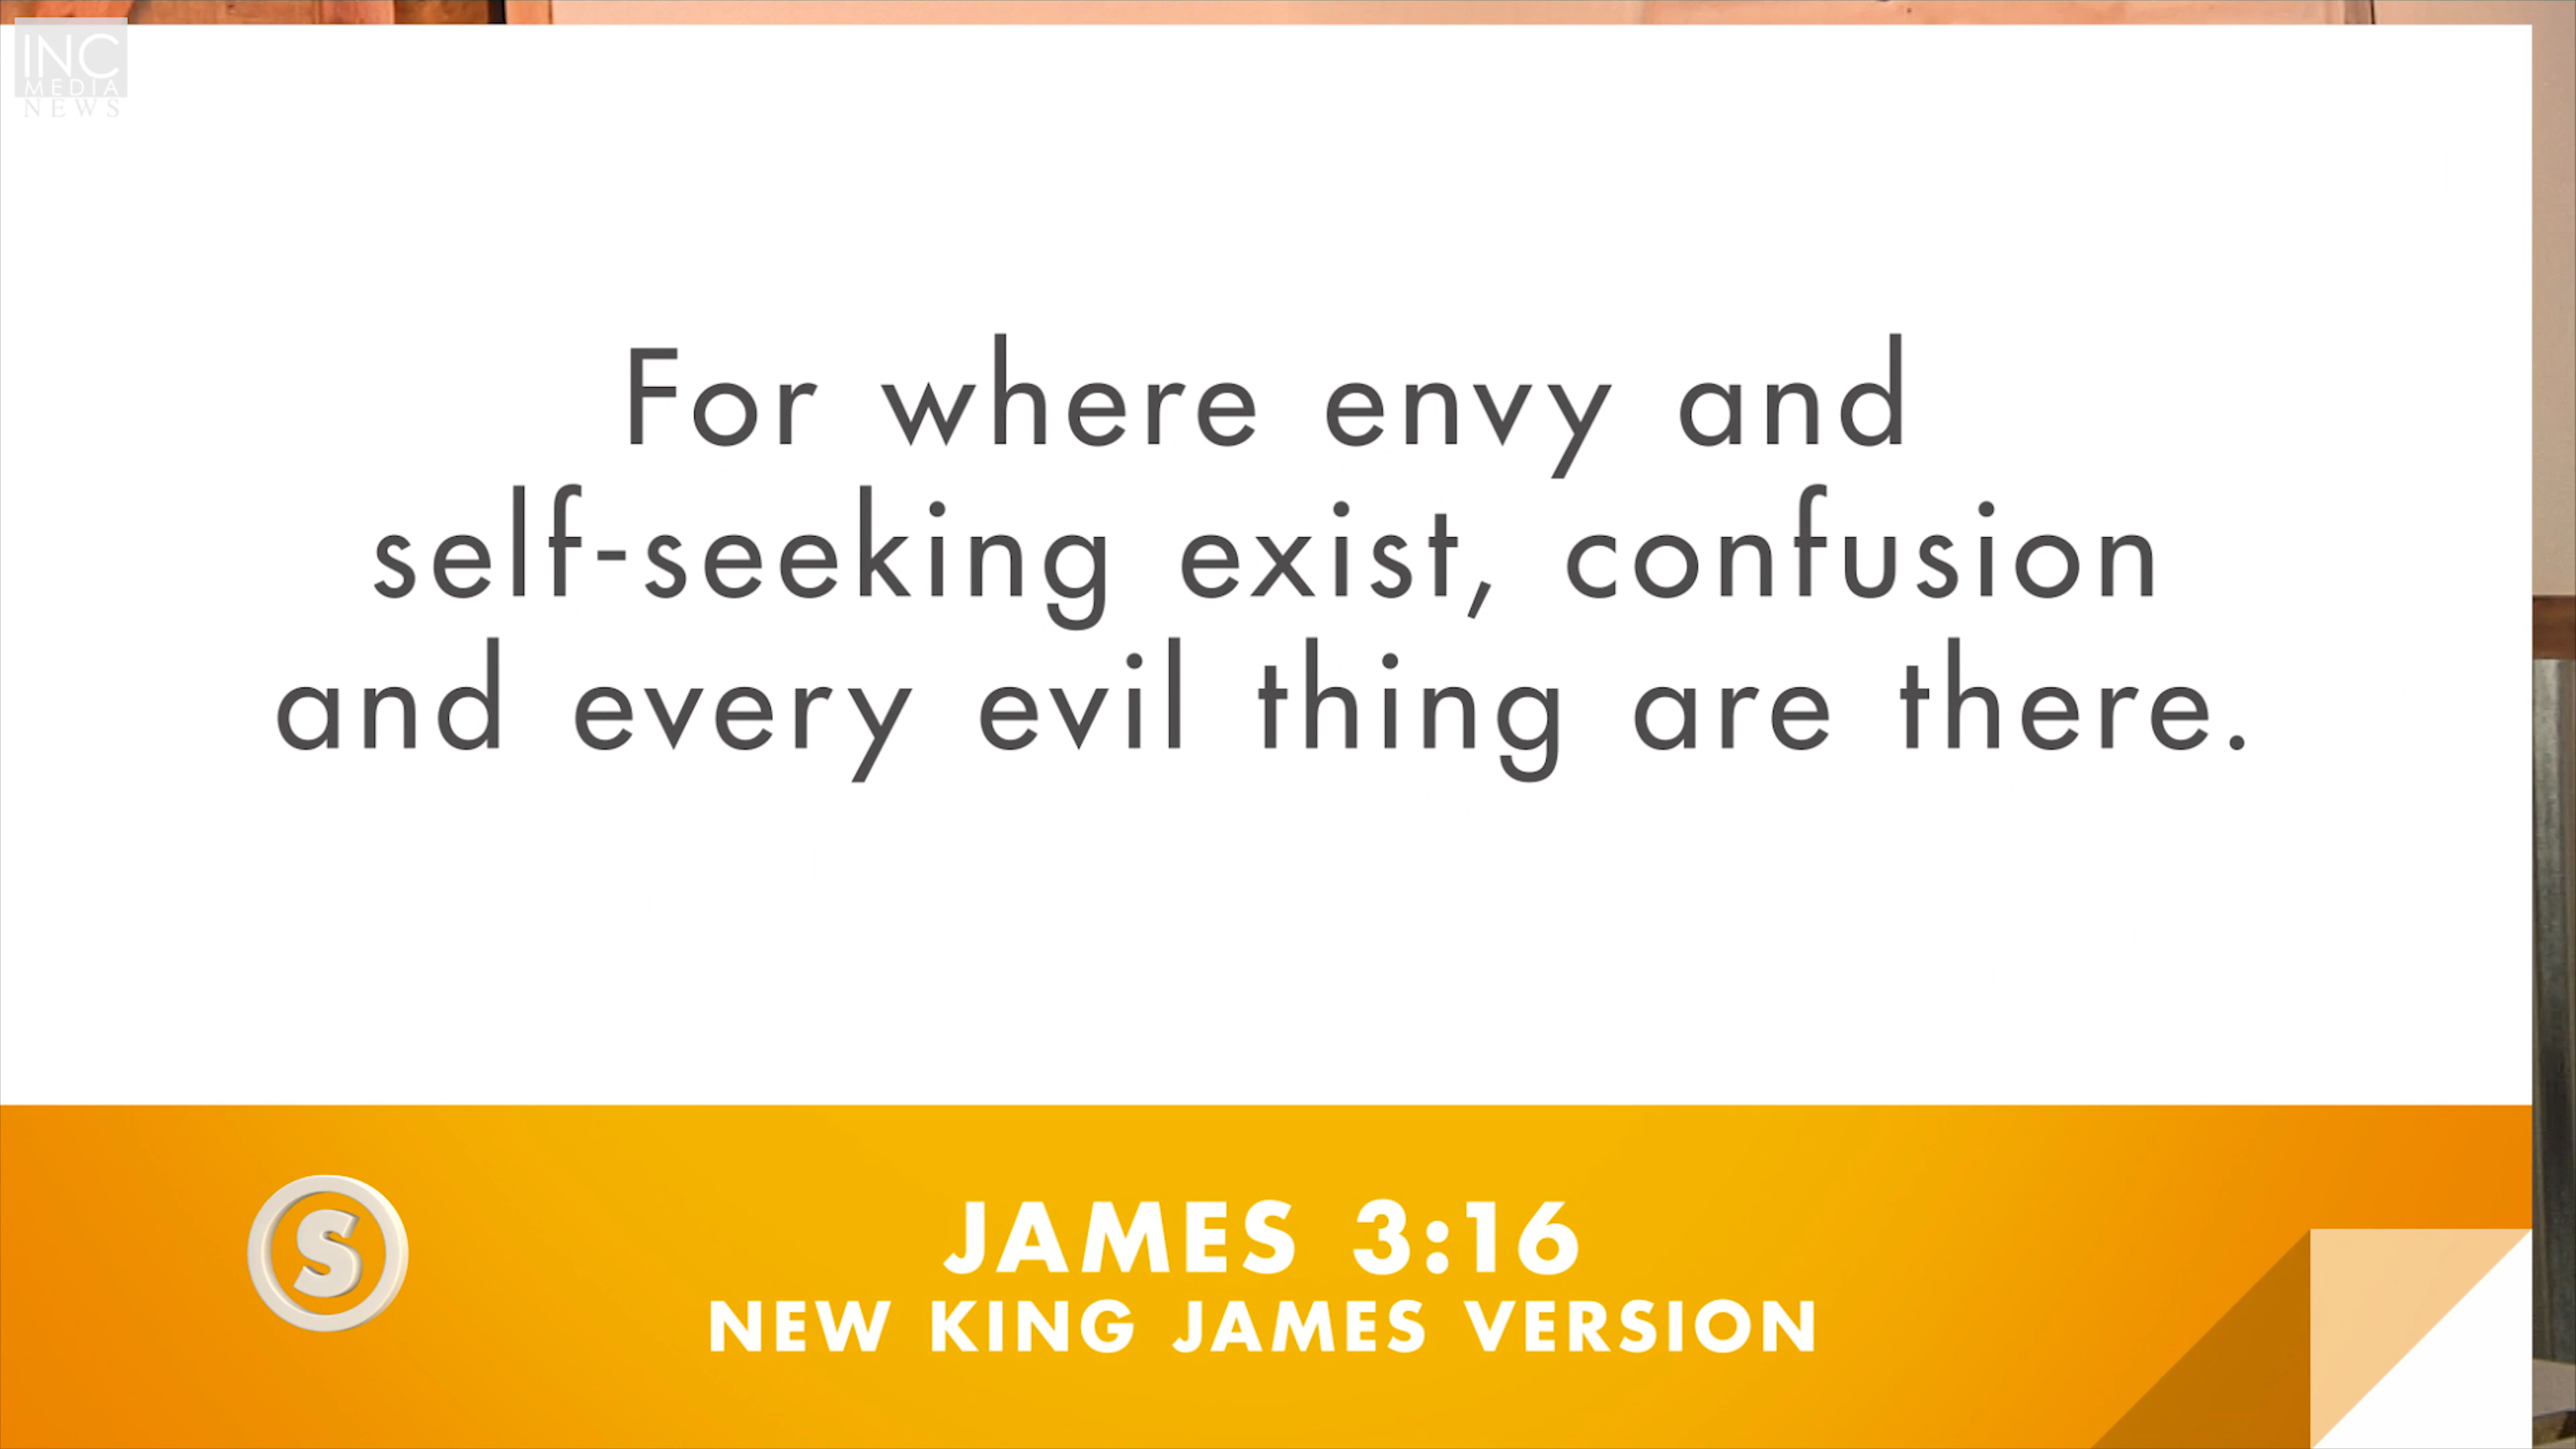 INC
MEDIA
NEWS
For where envy and
self-seeking exist, confusion
and every evil thing are there.
S
JAMES 3:16
NEW KING JAMES VERSION